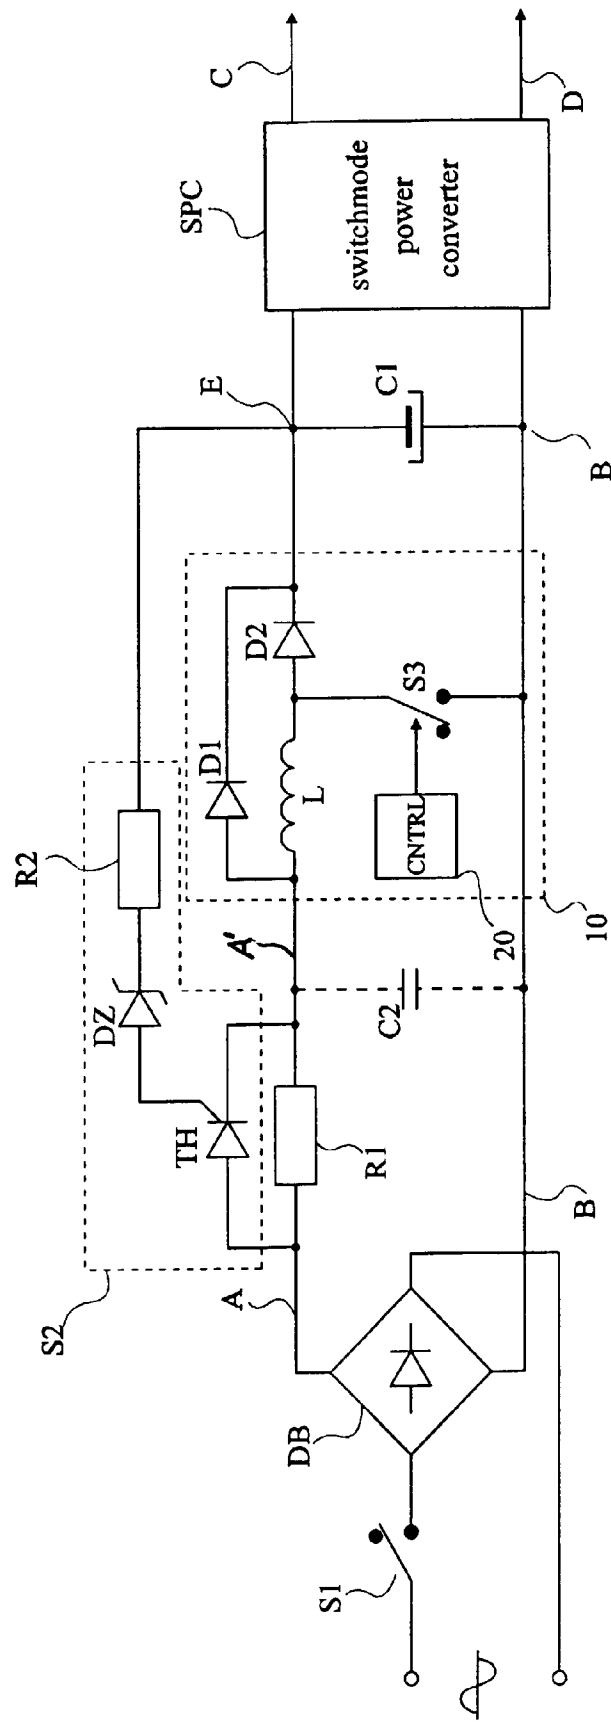 S2
R2
DZ
TH
A
R1
A'
C2
D1
L
D2
S3
CNTRL
20
10
E
C1
B
B
SPC
switchmode
power
converter
C
D
DB
S1